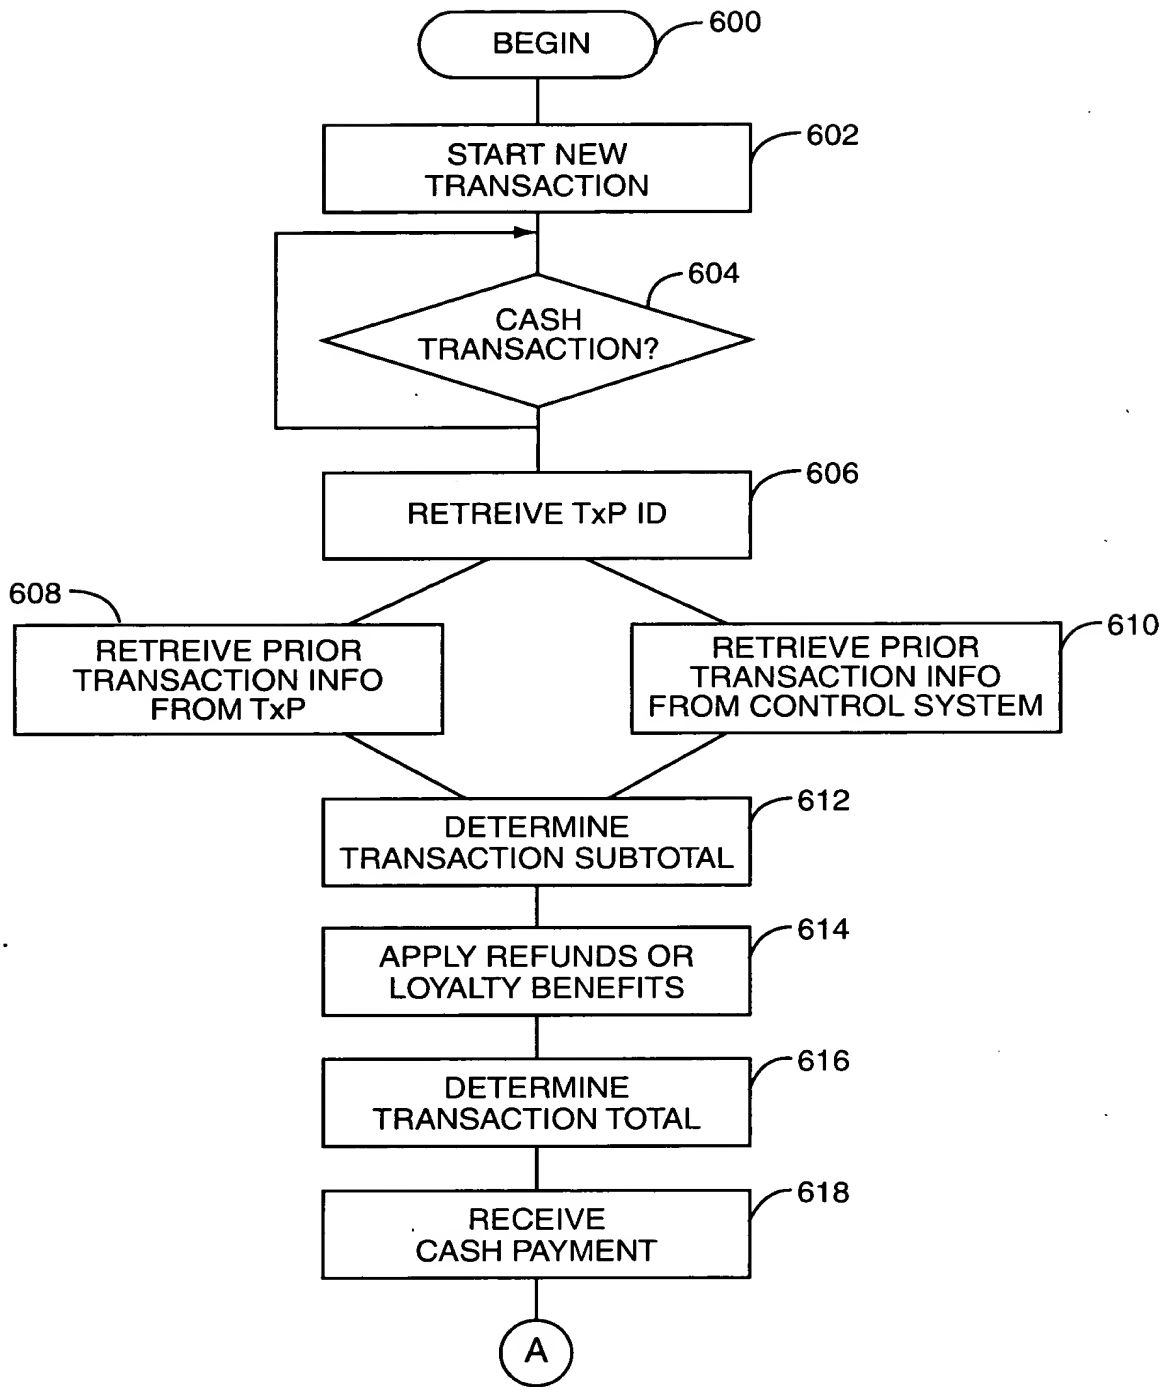 BEGIN
600
START NEW
TRANSACTION
602
CASH
TRANSACTION?
604
RETREIVE TxP ID
606
608
RETREIVE PRIOR
TRANSACTION INFO
FROM TxP
RETRIEVE PRIOR
TRANSACTION INFO
FROM CONTROL SYSTEM
610
DETERMINE
TRANSACTION SUBTOTAL
612
APPLY REFUNDS OR
LOYALTY BENEFITS
614
DETERMINE
TRANSACTION TOTAL
616
RECEIVE
CASH PAYMENT
618
A